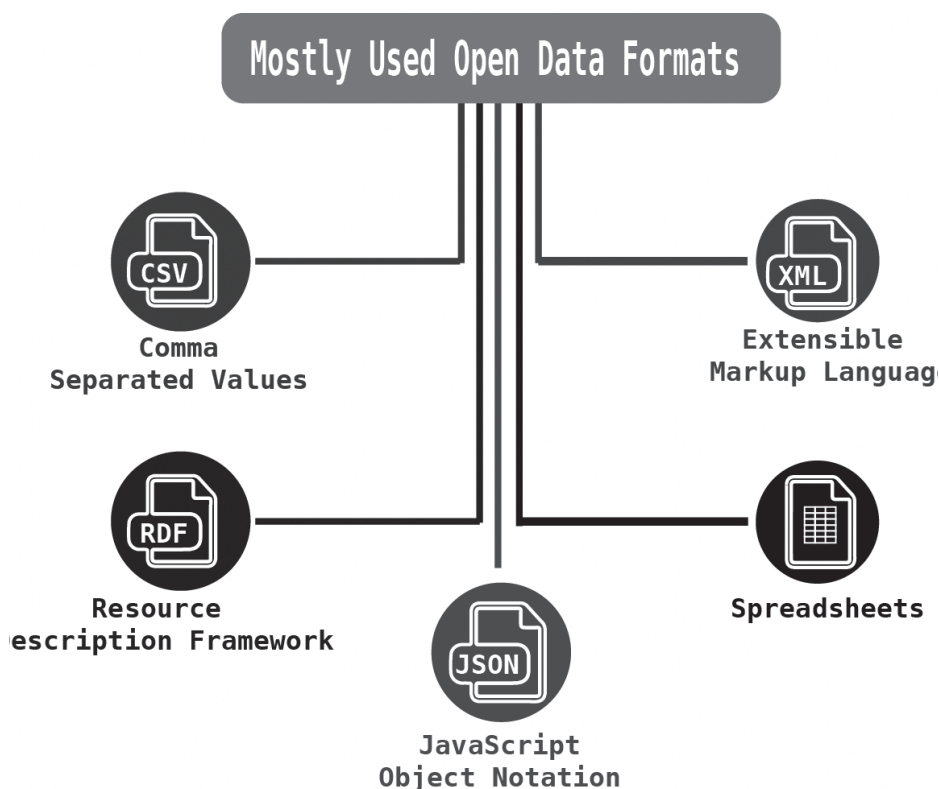 Mostly Used Open Data Formats
CSV
Comma
Separated Values
XML
Extensible
Markup Languag
RDF
Resource
escription Framework
Spreadsheets
JSON
JavaScript
Object Notation